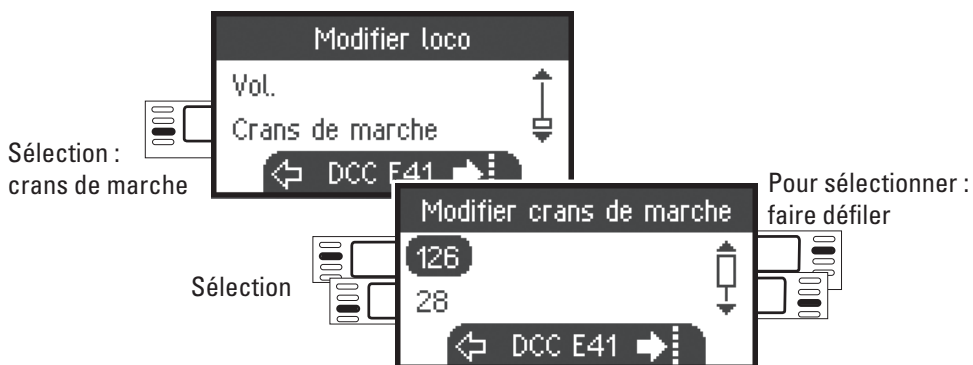 Modifier loco
Vol.
Crans de marche
DCC E41
Sélection :
crans de marche
Modifier crans de marche
126
28
DCC E41
Sélection
Pour sélectionner :
faire défiler